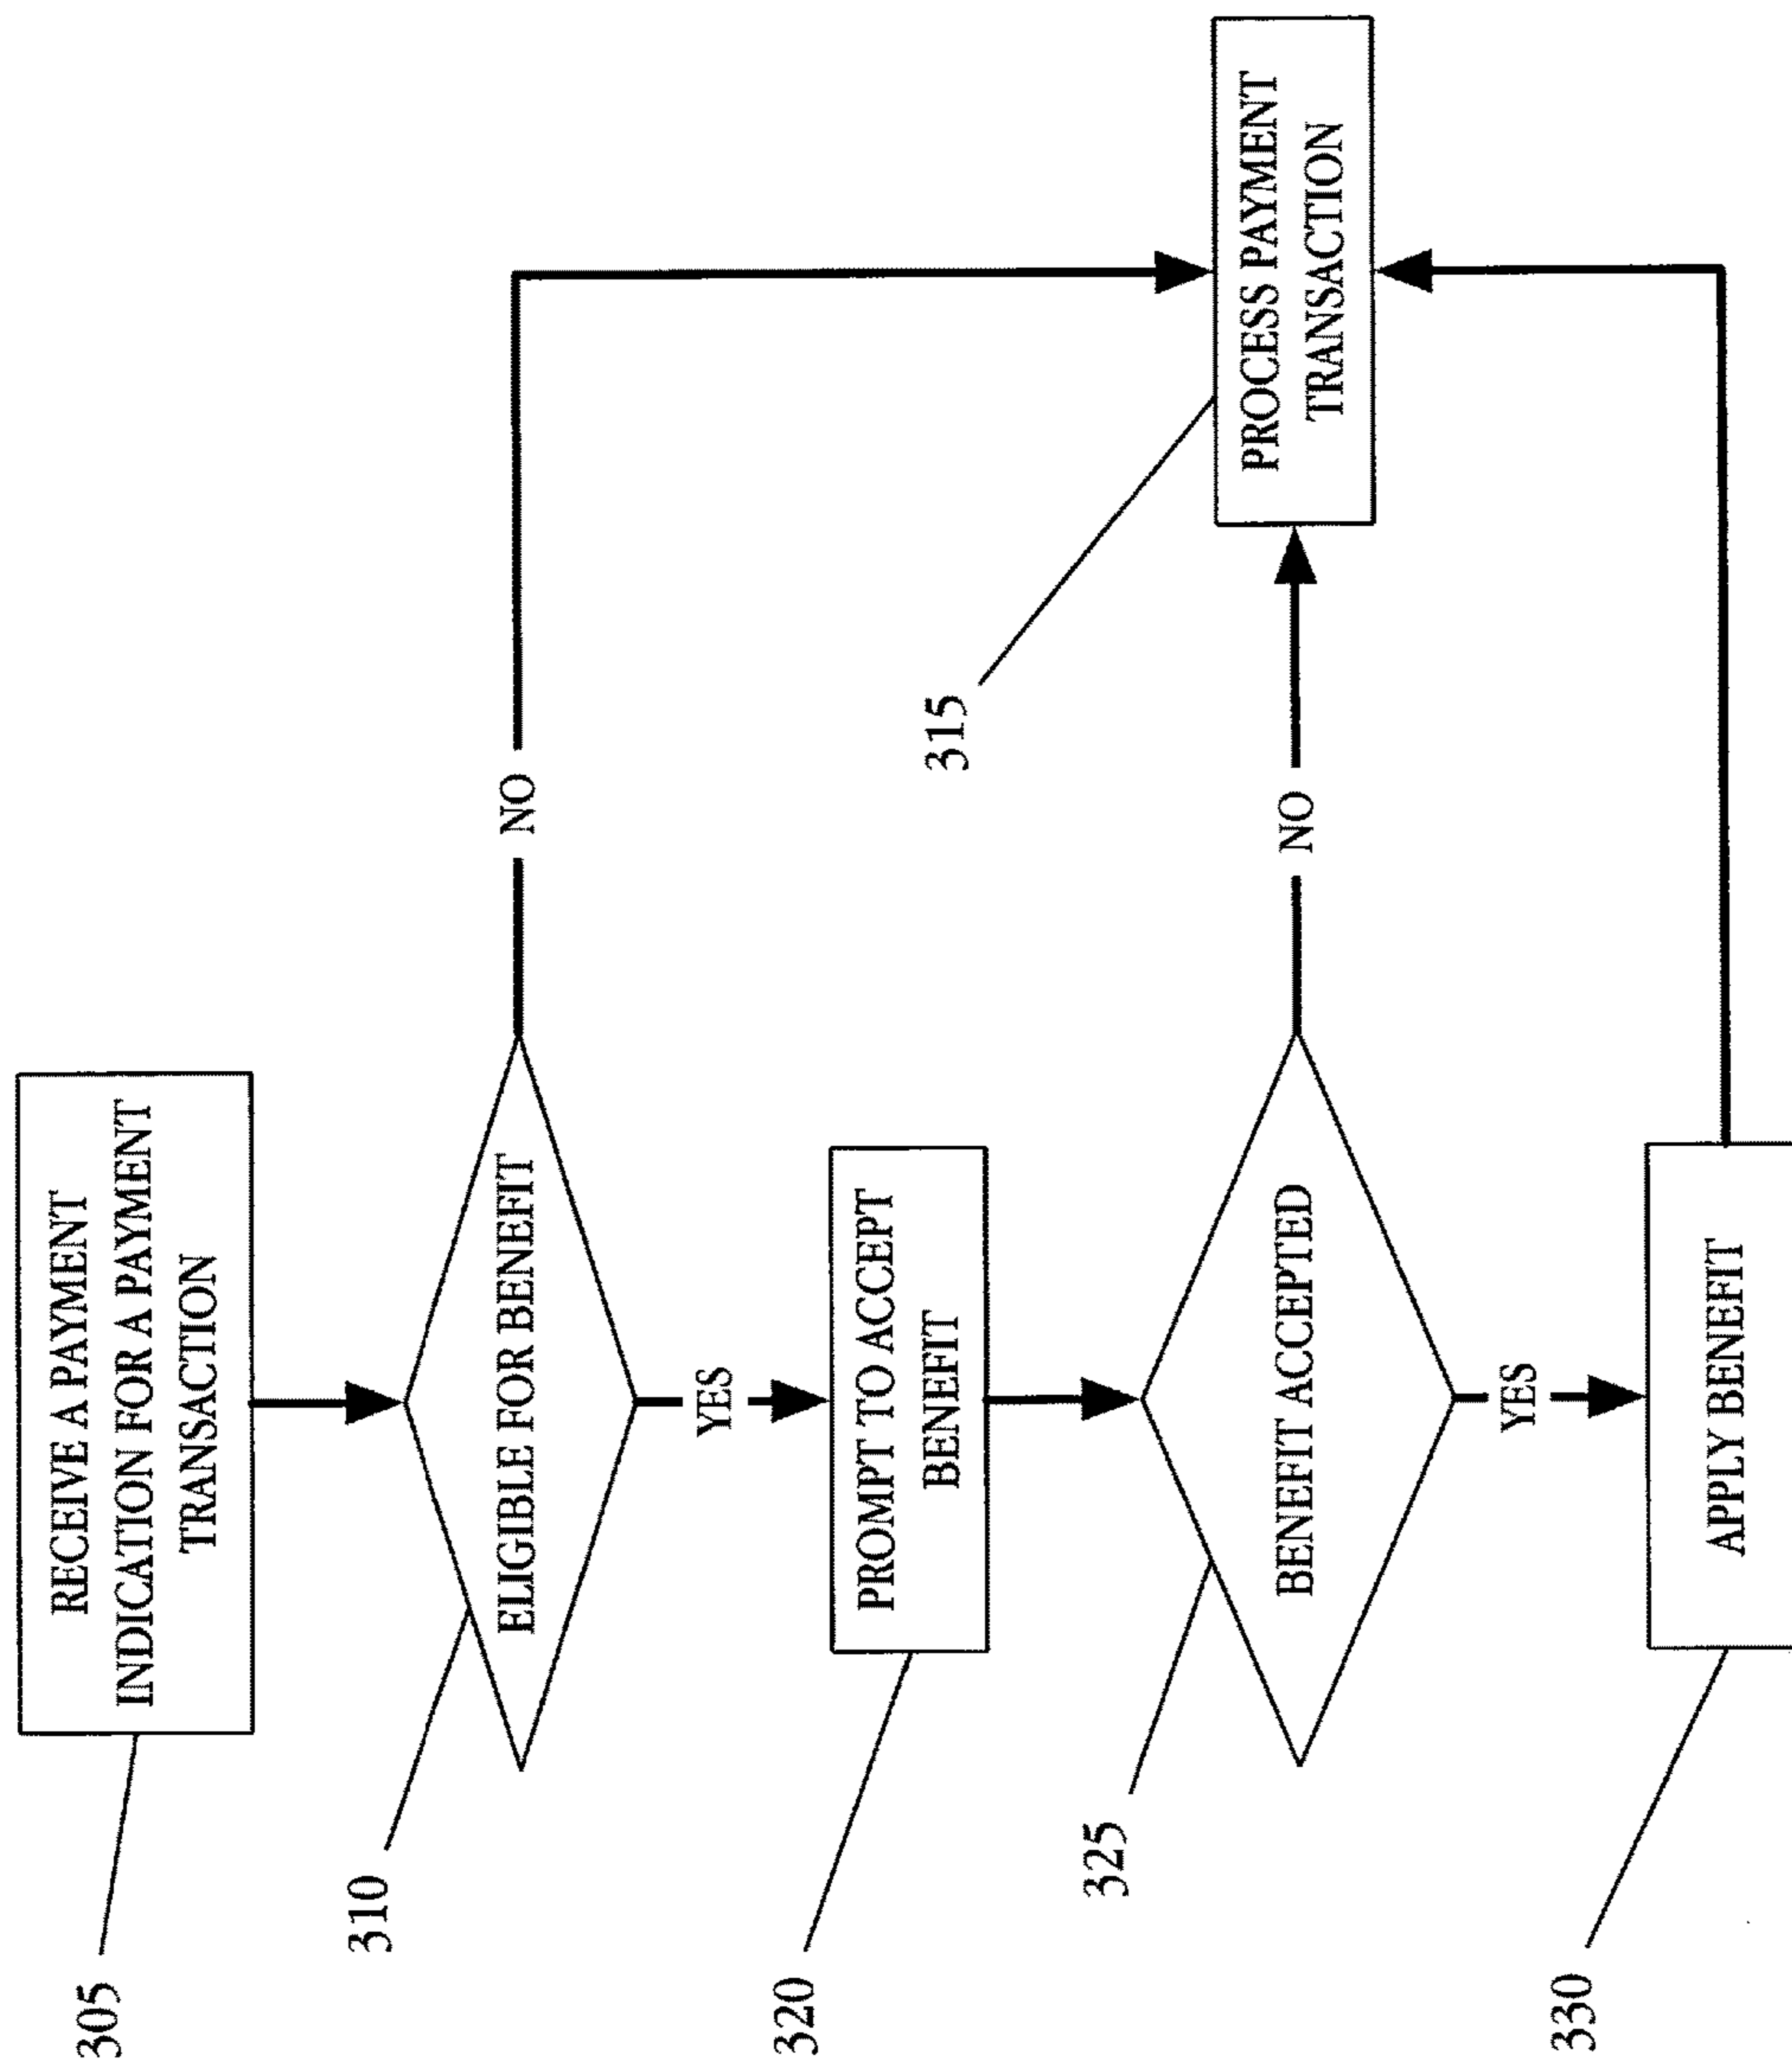 305
RECEIVE A PAYMENT
INDICATION FOR A PAYMENT
TRANSACTION
310
ELIGIBLE FOR BENEFIT
NO
YES
320
PROMPT TO ACCEPT
BENEFIT
315
PROCESS PAYMENT
TRANSACTION
325
BENEFIT ACCEPTED
NO
YES
330
APPLY BENEFIT